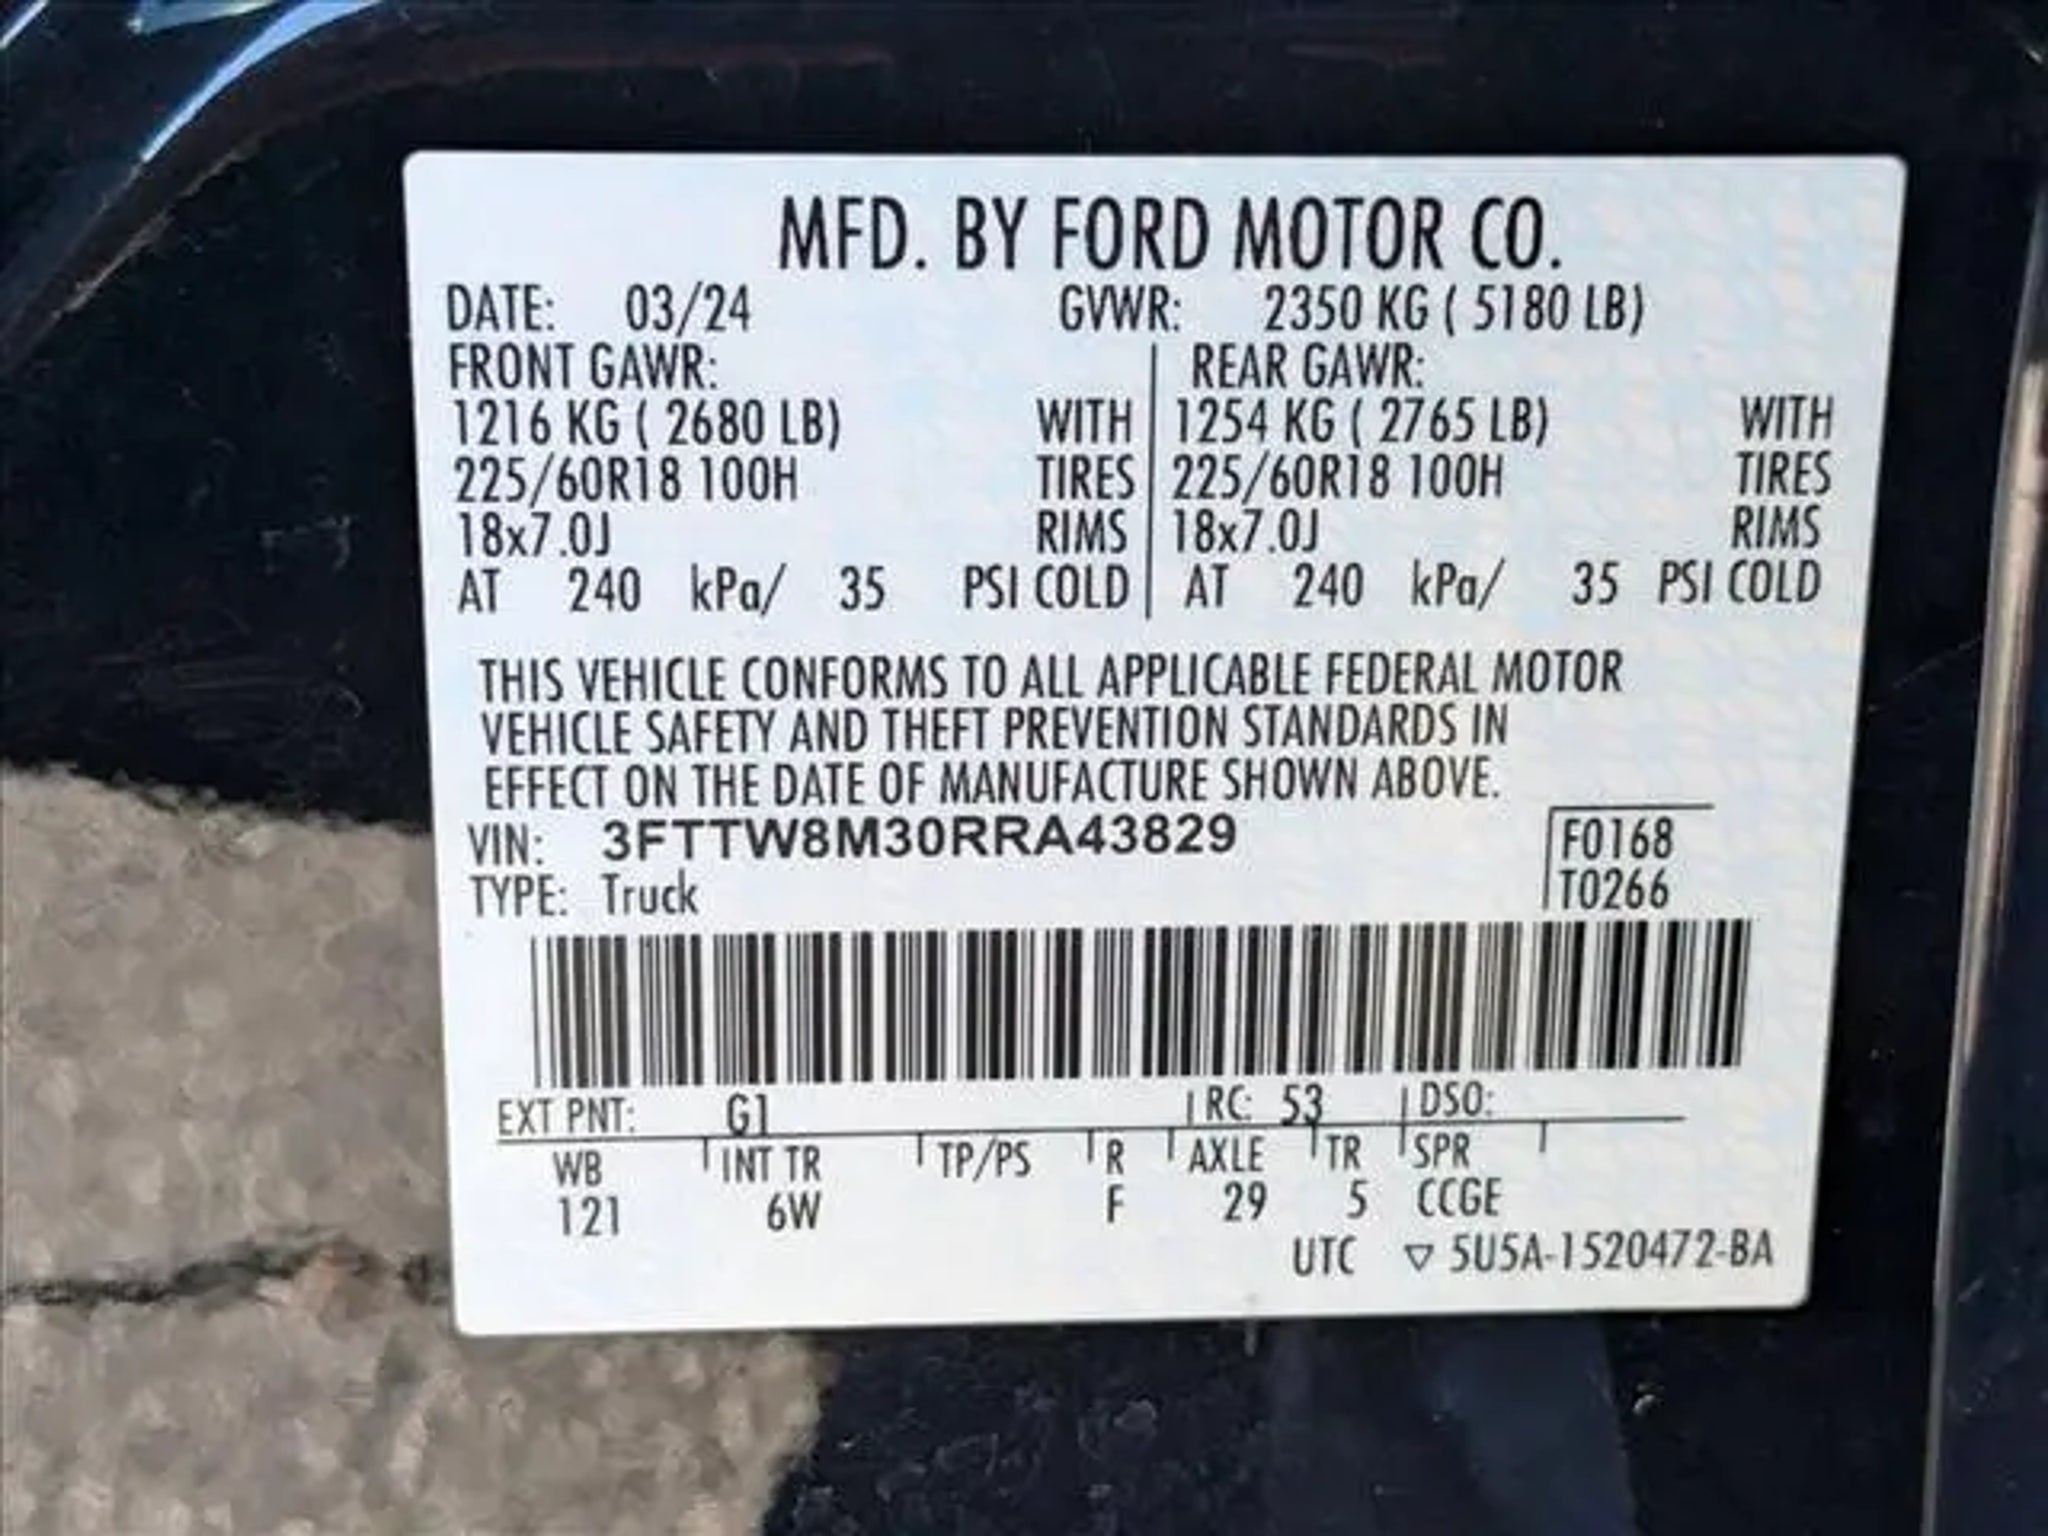 MFD. BY FORD MOTOR CO.
DATE: 03/24 GVWR: 2350 KG ( 5180 LB)
FRONT GAWR: REAR GAWR:
1216 KG ( 2680 LB) WITH 1254 KG ( 2765 LB) WITH
225/60R18 100H TIRES 225/60R18 100H TIRES
18x7.0J RIMS 18x7.0J RIMS
AT 240 kPa/ 35 PSI COLD AT 240 kPa/ 35 PSI COLD
THIS VEHICLE CONFORMS TO ALL APPLICABLE FEDERAL MOTOR
VEHICLE SAFETY AND THEFT PREVENTION STANDARDS IN
EFFECT ON THE DATE OF MANUFACTURE SHOWN ABOVE.
VIN: 3FTTW8M30RRA43829 F0168
TYPE: Truck T0266
EXT PNT: G1 RC: 53 DSO:
WB INT TR TP/PS R AXLE TR SPR
121 6W F 29 5 CCGE
UTC ▽ 5U5A-1520472-BA